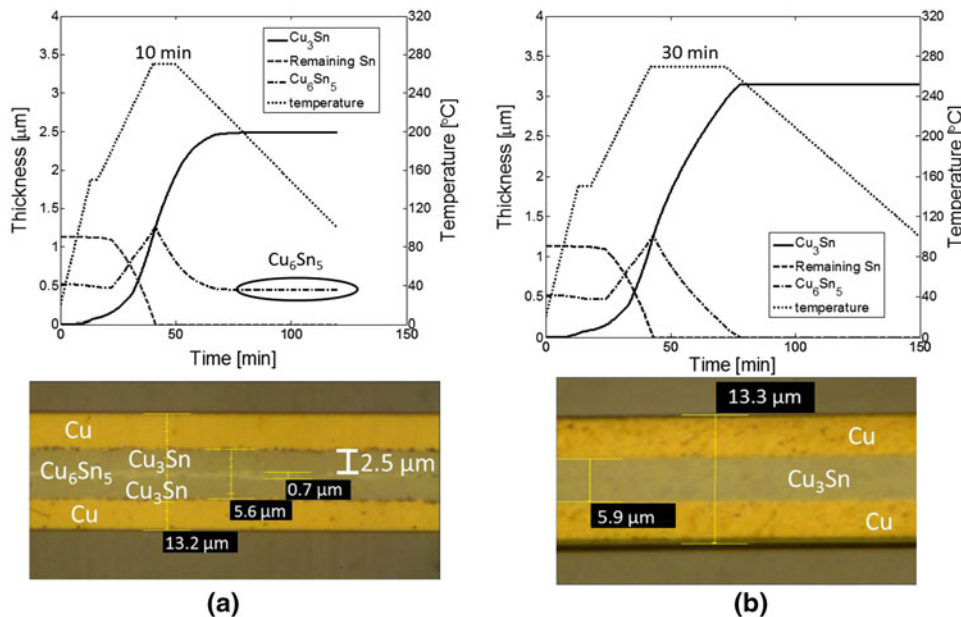 10 min
Cu3Sn
Remaining Sn
Cu6Sn5
temperature
Cu6Sn5
Thickness [μm]
4
3.5
3
2.5
2
1.5
1
0.5
0
320
280
240
200
160
120
80
40
0
Temperature [°C]
0 50 100 150
Time [min]
30 min
Cu3Sn
Remaining Sn
Cu6Sn5
temperature
Thickness [μm]
4
3.5
3
2.5
2
1.5
1
0.5
0
320
280
240
200
160
120
80
40
0
Temperature [°C]
0 50 100 150
Time [min]
Cu
Cu6Sn5
Cu3Sn
Cu3Sn
2.5 μm
0.7 μm
5.6 μm
Cu
13.2 μm
(a)
13.3 μm
Cu
Cu3Sn
5.9 μm
Cu
(b)